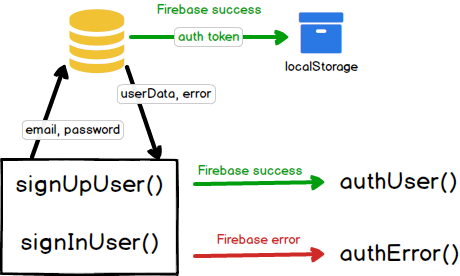 Firebase success
auth token
localStorage
userData, error
email, password
signUpUser()
Firebase success
authUser()
signInUser()
Firebase error
authError()